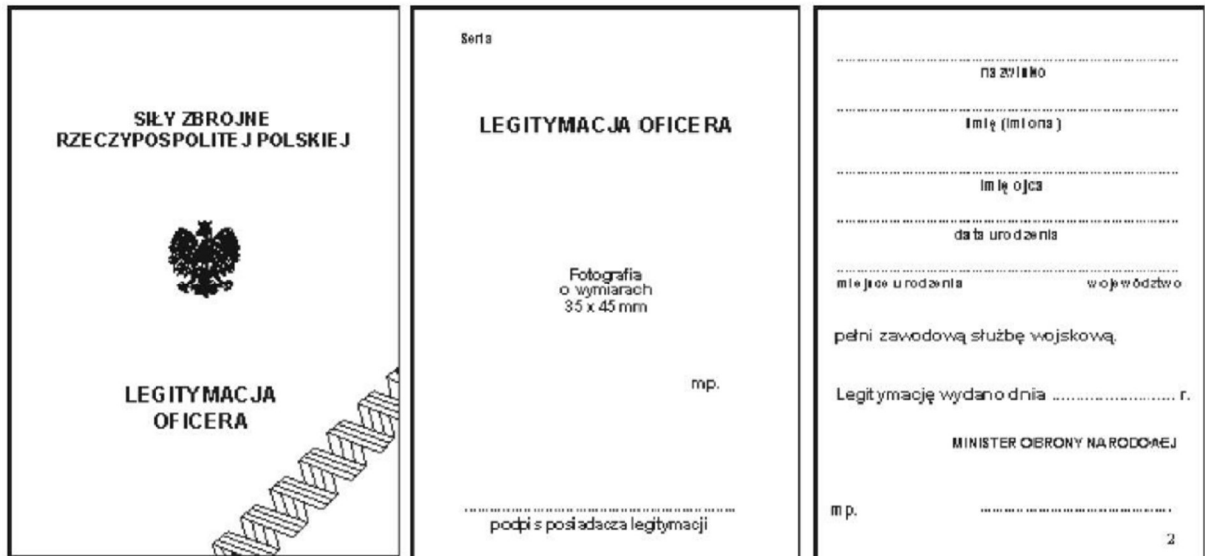 SIŁY ZBROJNE
RZECZYPOSPOLITEJ POLSKIEJ
LEGITYMACJA
OFICERA
Seria
LEGITYMACJA OFICERA
Fotografia
o wymiarach
35 x 45 mm
mp.
podpis posiadacza legitymacji
nazwisko
imię (imiona)
imię ojca
data urodzenia
miejsce urodzenia województwo
pełni zawodową służbę wojskową.
Legitymację wydano dnia ........................... r.
MINISTER OBRONY NARODOWEJ
mp.
2